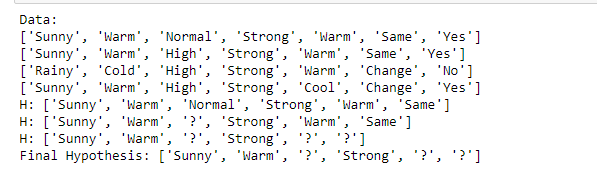 Data:
['Sunny', 'Warm', 'Normal', 'Strong', 'Warm', 'Same', 'Yes']
['Sunny', 'Warm', 'High', 'Strong', 'Warm', 'Same', 'Yes']
['Rainy', 'Cold', 'High', 'Strong', 'Warm', 'Change', 'No']
['Sunny', 'Warm', 'High', 'Strong', 'Cool', 'Change', 'Yes']
H: ['Sunny', 'Warm', 'Normal', 'Strong', 'Warm', 'Same']
H: ['Sunny', 'Warm', '?', 'Strong', 'Warm', 'Same']
H: ['Sunny', 'Warm', '?', 'Strong', '?', '?']
Final Hypothesis: ['Sunny', 'Warm', '?', 'Strong', '?', '?']